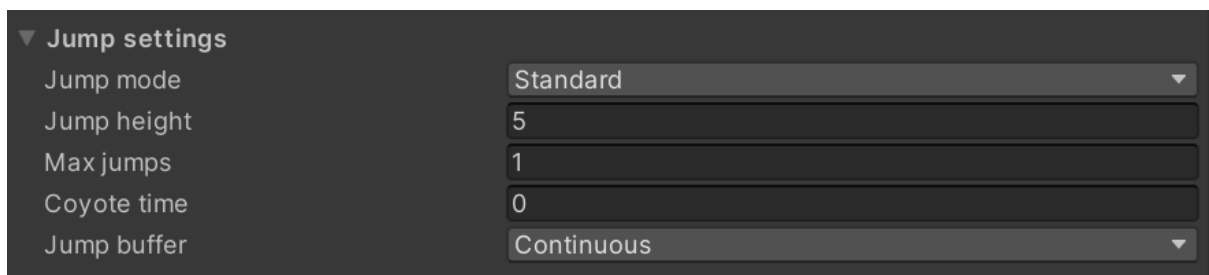 Jump settings
Jump mode Standard
Jump height 5
Max jumps 1
Coyote time 0
Jump buffer Continuous